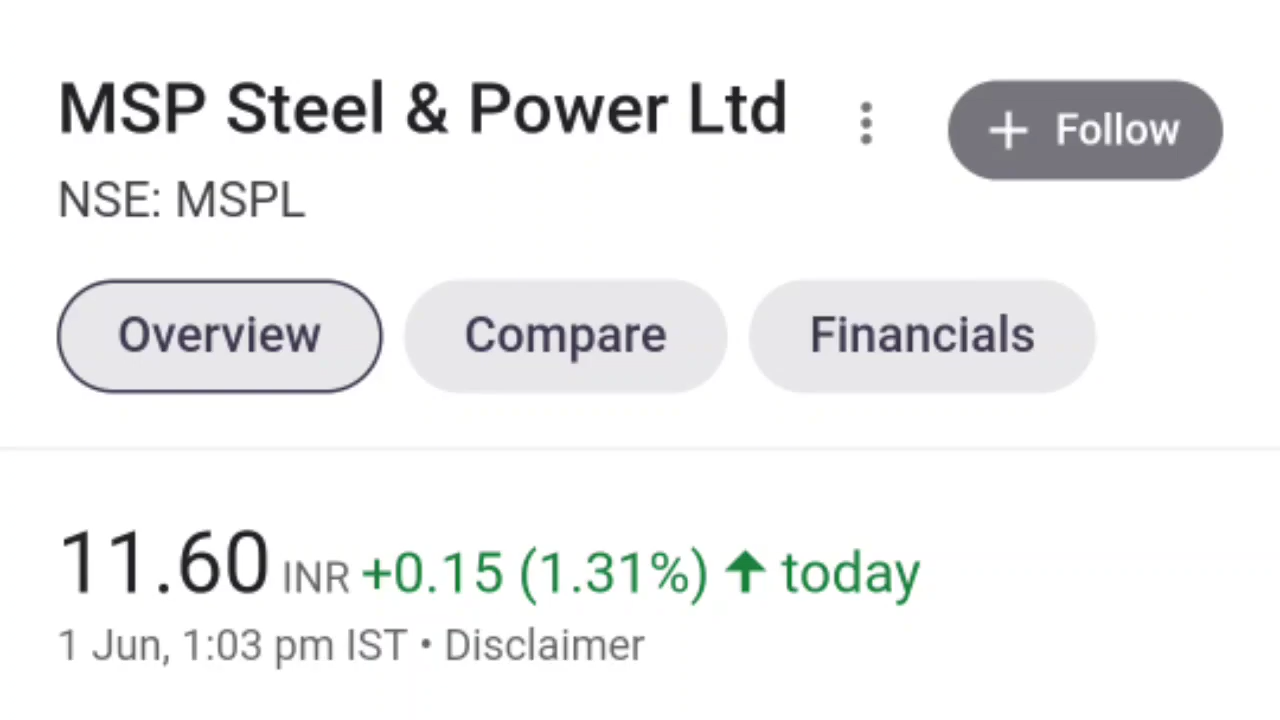 MSP Steel & Power Ltd
+ Follow
NSE: MSPL
Overview Compare Financials
11.60 INR +0.15 (1.31%) ↑ today
1 Jun, 1:03 pm IST • Disclaimer